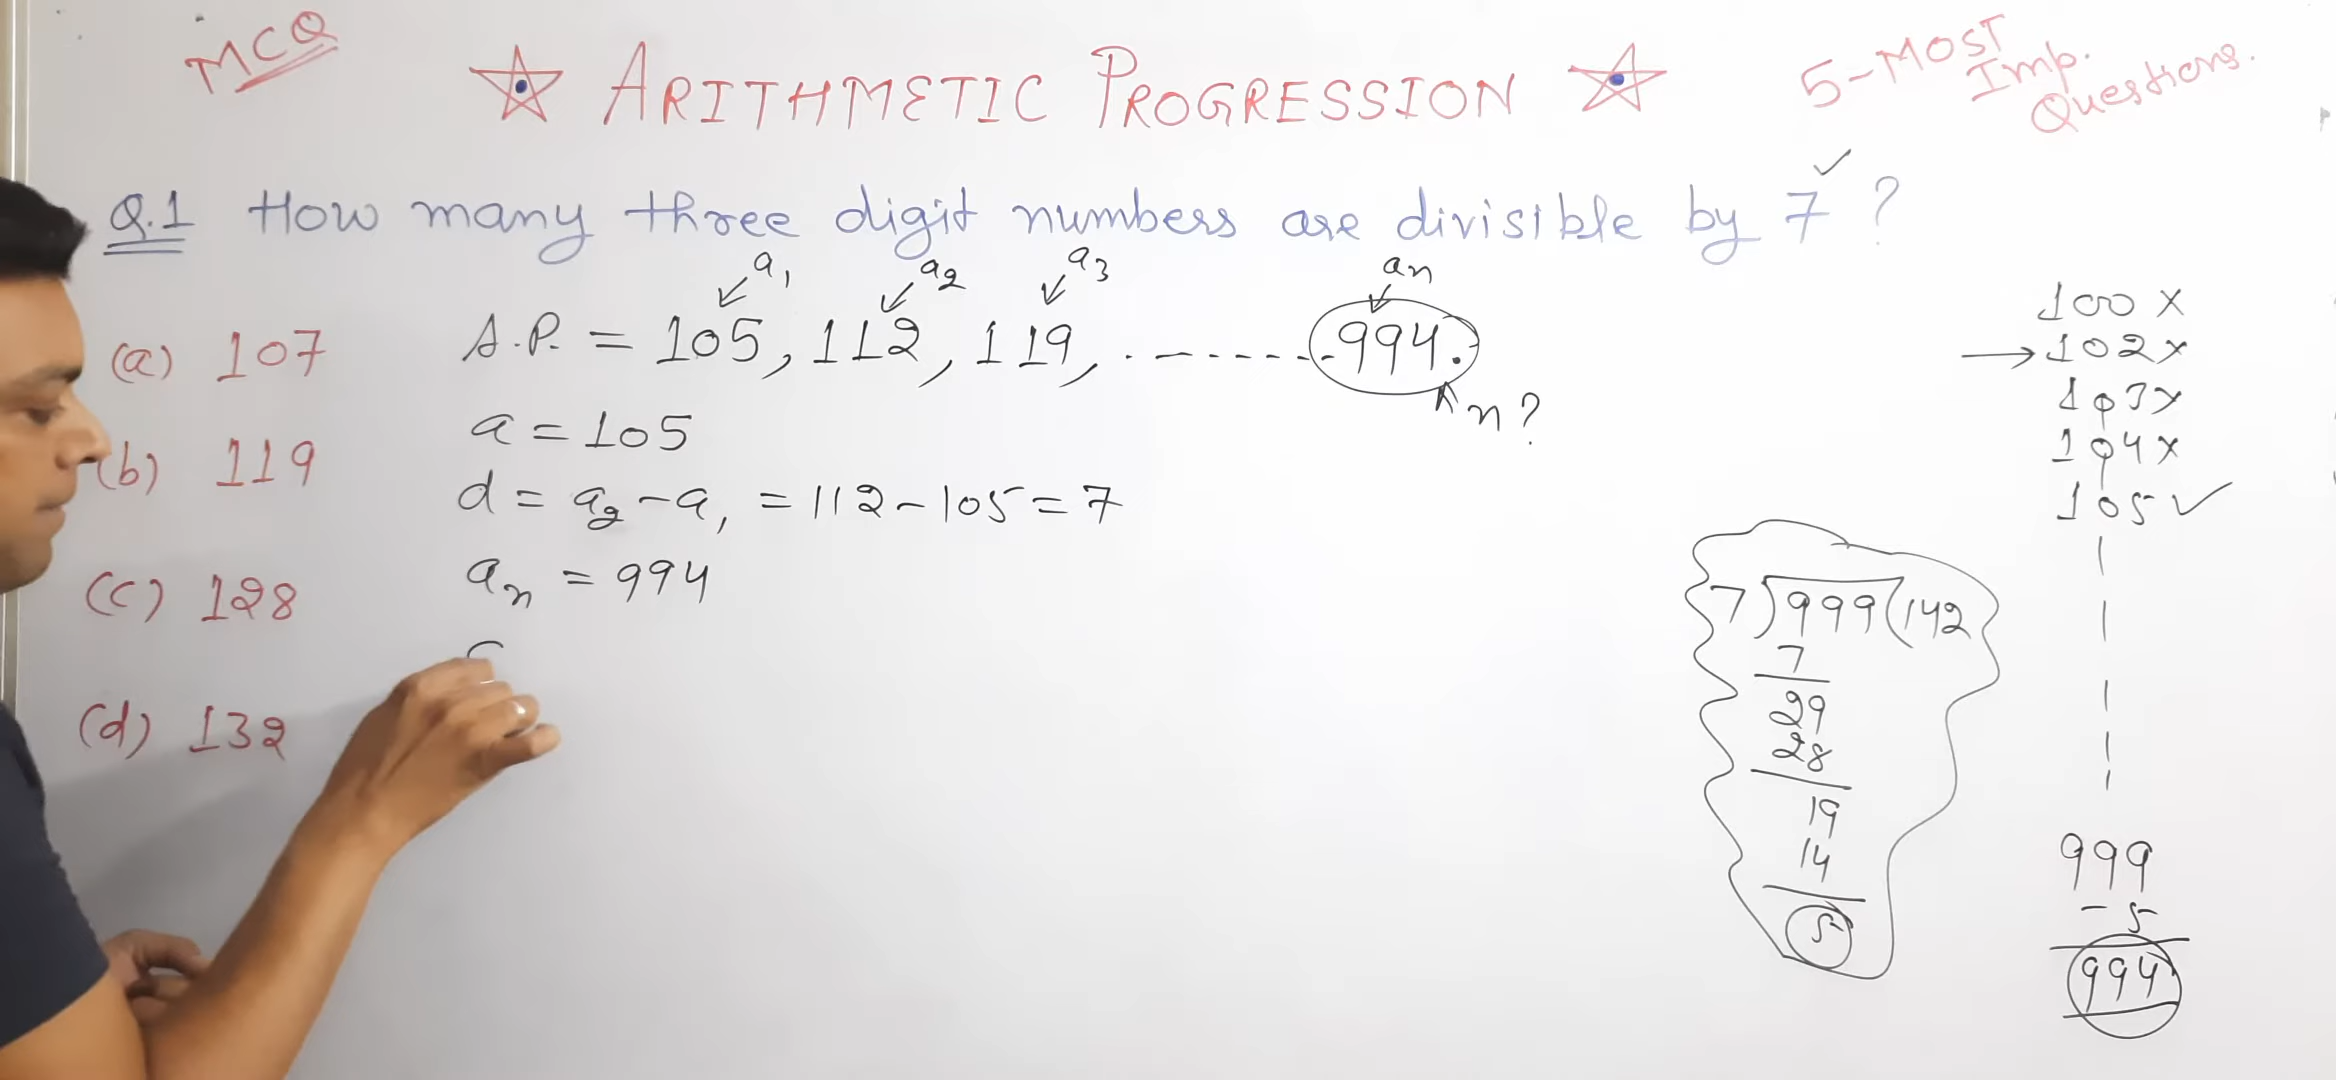 MCQ
☆ ARITHMETIC PROGRESSION ☆
5-MOST
Imp.
Questions.
Q.1 How many three digit numbers are divisible by 7 ✓ ?
a₁ a₂ a₃ aₙ
(a) 107
A.P. = 105, 112, 119, . - - - - - - - 994.
n?
a = 105
(b) 119
d = a₂ - a₁ = 112 - 105 = 7
aₙ = 994
(c) 128
(d) 132
7)999(142
7
29
28
19
14
5
100 ×
→ 102 ×
103 ×
104 ×
105 ✓
999
- 5
994